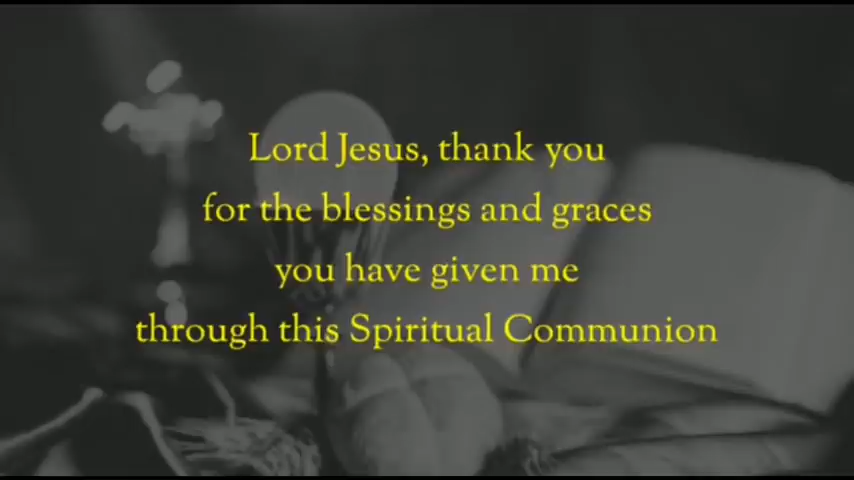 Lord Jesus, thank you
for the blessings and graces
you have given me
through this Spiritual Communion